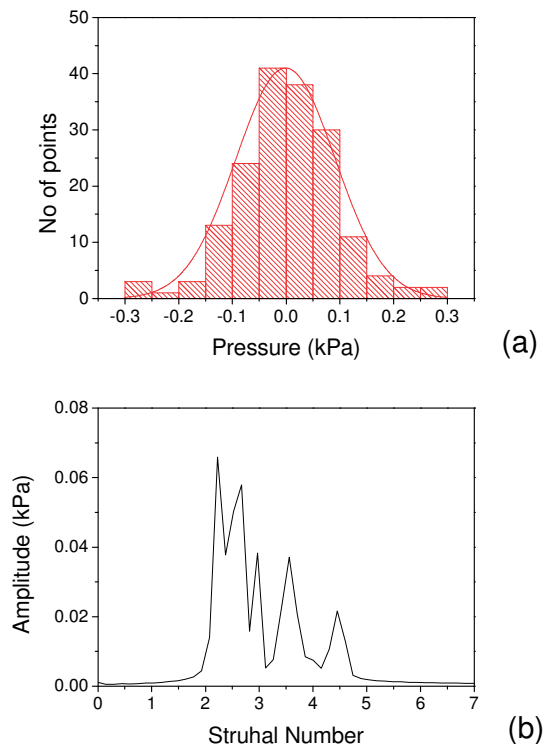 50
40
30
20
10
0
No of points
-0.3 -0.2 -0.1 0.0 0.1 0.2 0.3
Pressure (kPa)
(a)
0.08
0.06
0.04
0.02
0.00
Amplitude (kPa)
0 1 2 3 4 5 6 7
Struhal Number
(b)